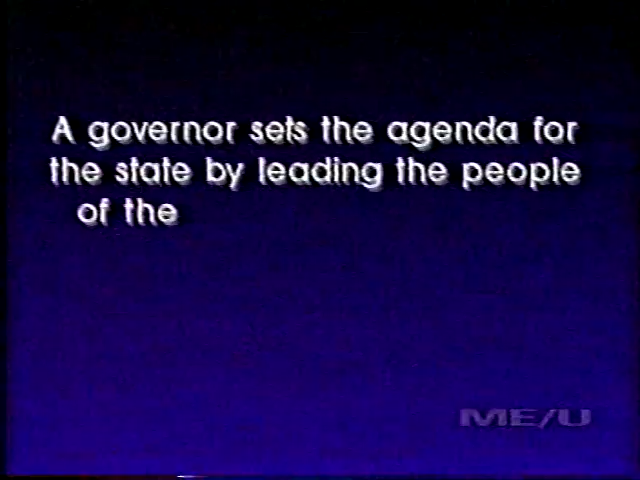 A governor sets the agenda for
the state by leading the people
of the
ME/U